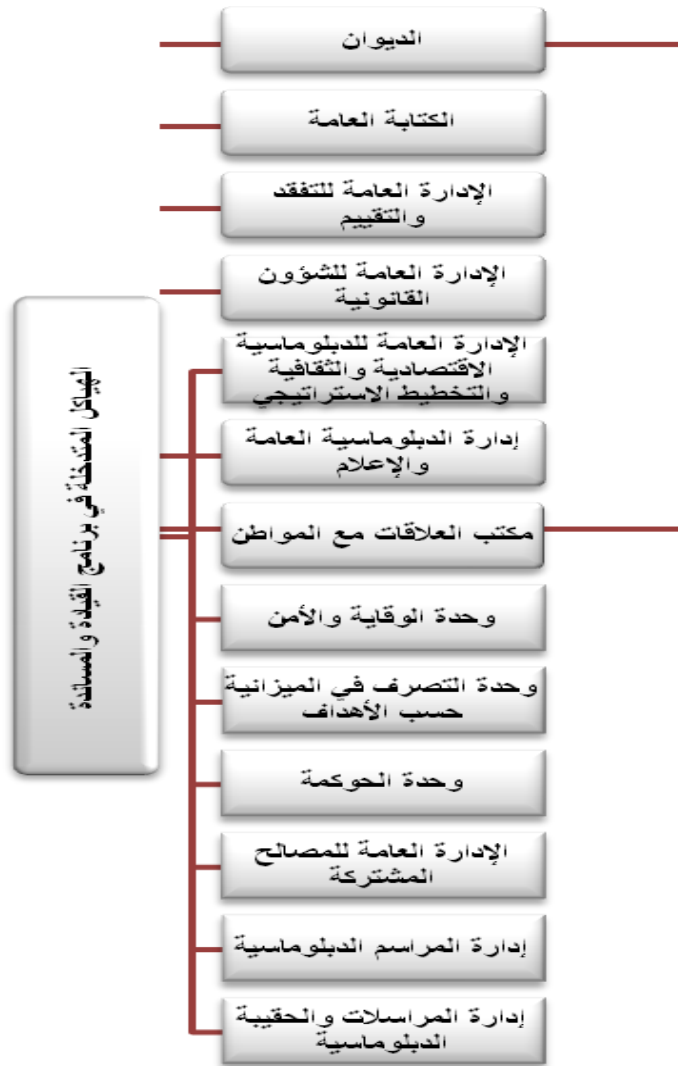 الهياكل المتدخلة في برنامج القيادة والمساندة
الديوان
الكتابة العامة
الإدارة العامة للتفقد
والتقييم
الإدارة العامة للشؤون
القانونية
الإدارة العامة للدبلوماسية
الاقتصادية والثقافية
والتخطيط الاستراتيجي
إدارة الدبلوماسية العامة
والإعلام
مكتب العلاقات مع المواطن
وحدة الوقاية والأمن
وحدة التصرف في الميزانية
حسب الأهداف
وحدة الحوكمة
الإدارة العامة للمصالح
المشتركة
إدارة المراسم الدبلوماسية
إدارة المراسلات والحقيبة
الدبلوماسية